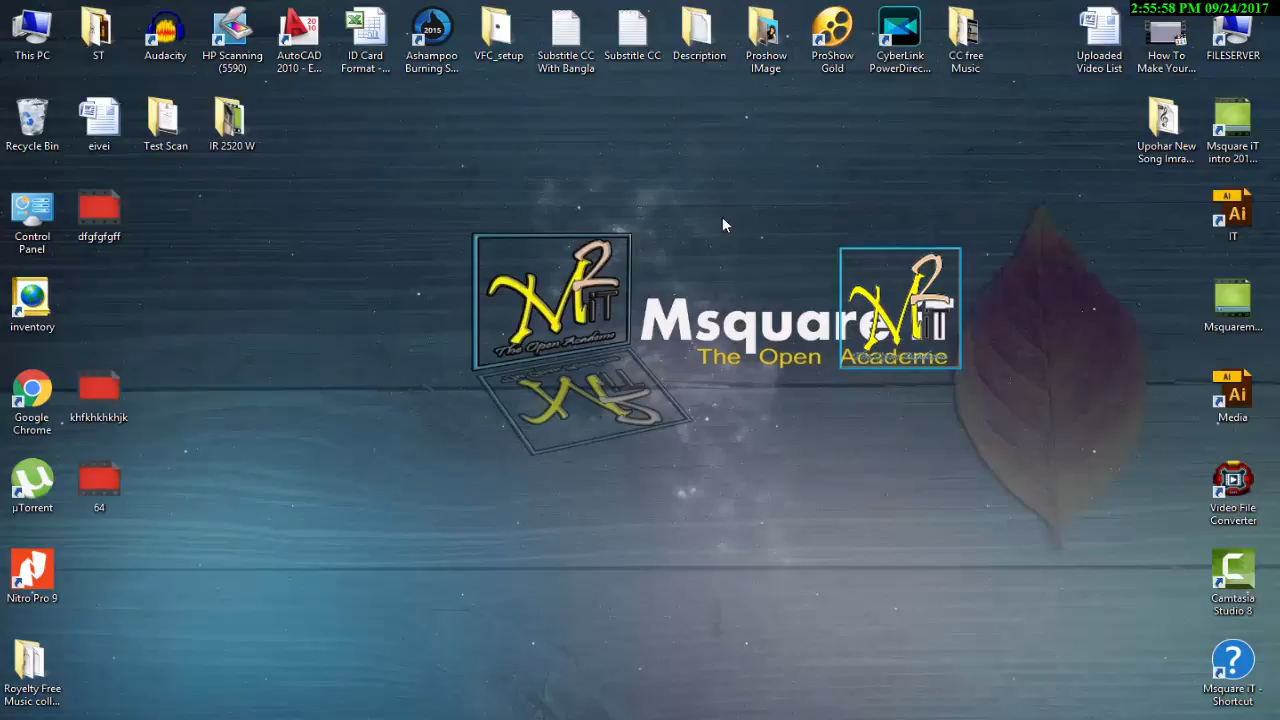 2:55:58 PM 09/24/2017
This PC
ST
Audacity
HP Scanning
(5590)
AutoCAD
2010 - E...
ID Card
Format -...
Ashampoo
Burning S...
VFC_setup
Substitle CC
With Bangla
Substitle CC
Description
Proshow
IMage
ProShow
Gold
CyberLink
PowerDirec...
CC free
Music
Uploaded
Video List
How To
Make Your...
FILESERVER
Recycle Bin
eivei
Test Scan
IR 2520 W
Upohar New
Song Imra...
Msquare iT
intro 201...
Control
Panel
dfgfgfgff
IT
inventory
Msquarem...
Msquare iT
The Open Academe
Google
Chrome
khfkhkhkhjk
Media
µTorrent
64
Video File
Converter
Nitro Pro 9
Camtasia
Studio 8
Royelty Free
Music coll...
Msquare iT -
Shortcut